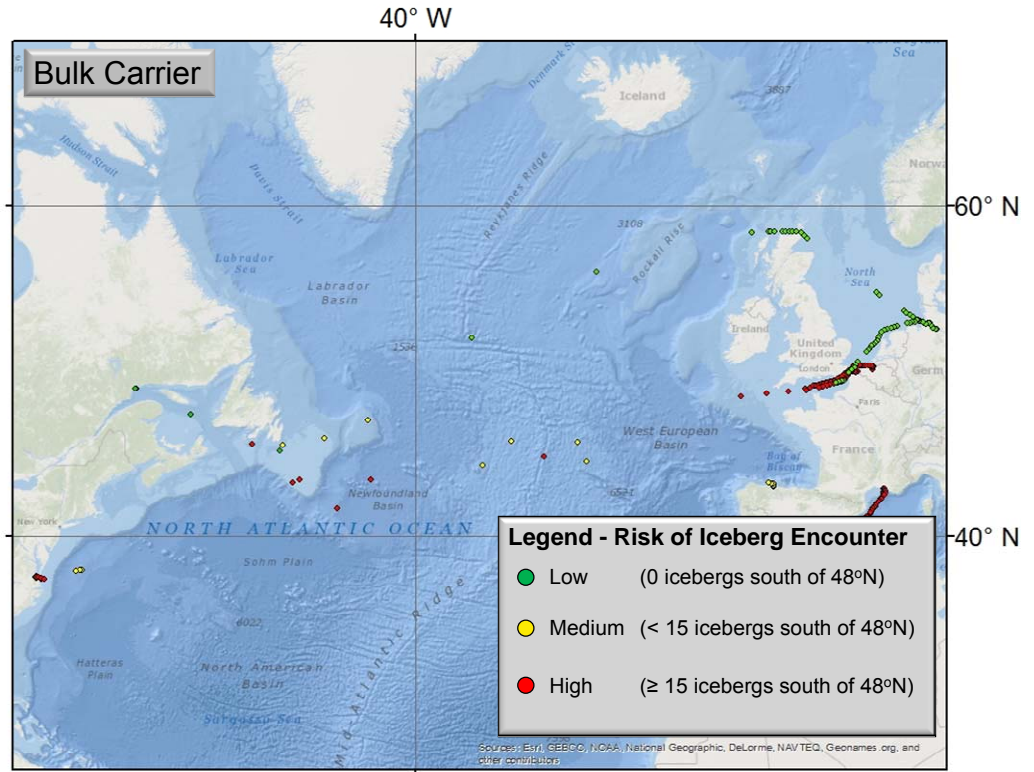 40° W
Bulk Carrier
Sea
Denmark S
3887
Iceland
Hudson Strait
Norw
Davis Strait
Reykjanes Ridge
60° N
3108
Rockall Rise
Labrador
Sea
North
Sea
Labrador
Basin
Ireland
1536
United
Kingdom
London
Germ
Paris
West European
Basin
France
Bay of
Biscay
Newfoundland
Basin
New York
NORTH ATLANTIC OCEAN
40° N
Sohm Plain
Legend - Risk of Iceberg Encounter
Low (0 icebergs south of 48°N)
Medium (< 15 icebergs south of 48°N)
High (≥ 15 icebergs south of 48°N)
6022
Mid-Atlantic Ridge
Hatteras
Plain
North American
Basin
Sargasso Sea
Sources: Esri, GEBCO, NOAA, National Geographic, DeLorme, NAVTEQ, Geonames.org, and
other contributors